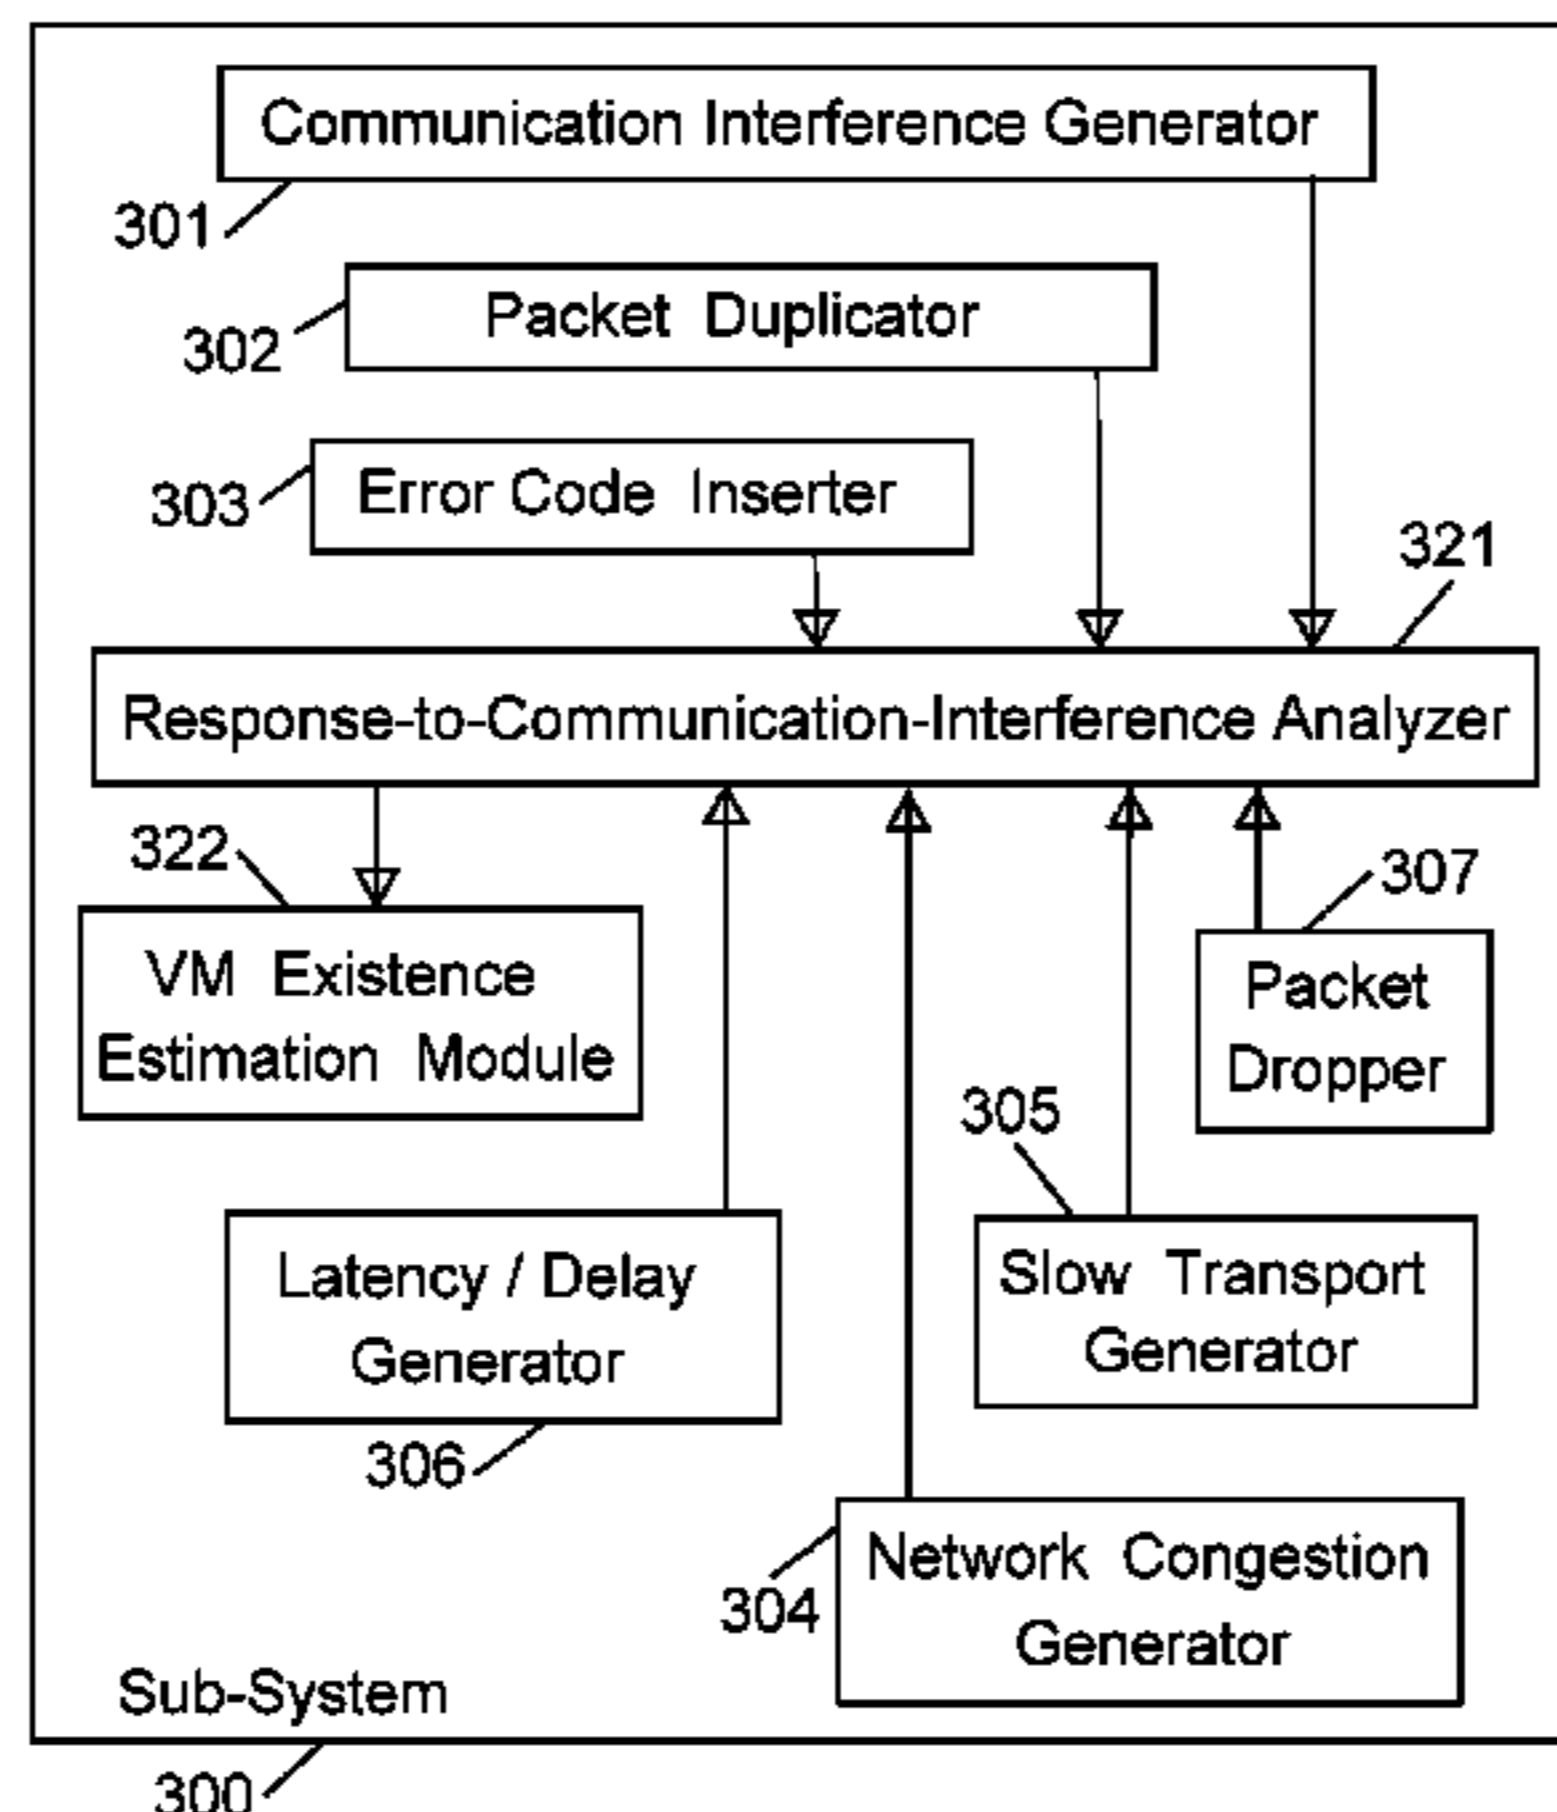 Communication Interference Generator
301
Packet Duplicator
302
Error Code Inserter
303
321
Response-to-Communication-Interference Analyzer
322
VM Existence
Estimation Module
307
Packet
Dropper
305
Latency / Delay
Generator
306
Slow Transport
Generator
304
Network Congestion
Generator
Sub-System
300